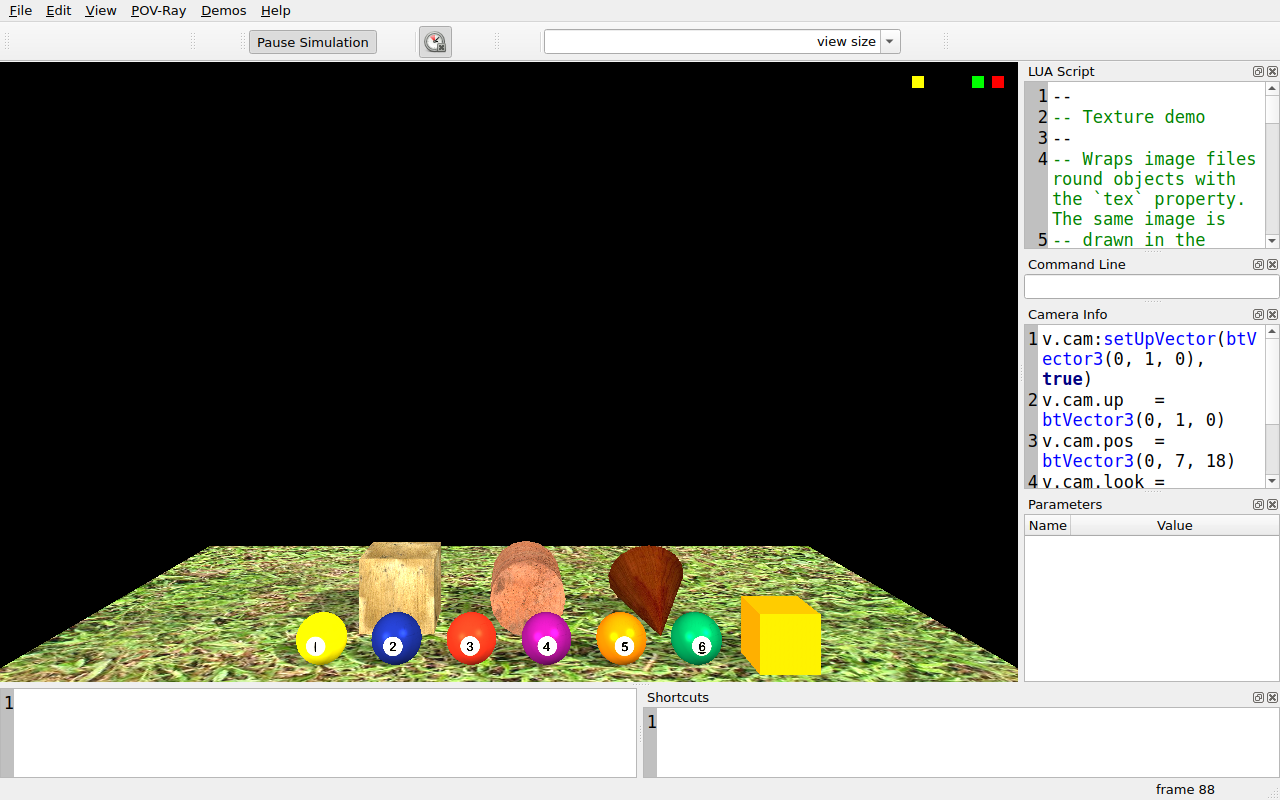 File Edit View POV-Ray Demos Help
Pause Simulation
view size
LUA Script
1 --
2 -- Texture demo
3 --
4 -- Wraps image files
round objects with
the `tex` property.
The same image is
5 -- drawn in the
Command Line
Camera Info
1 v.cam:setUpVector(btV
ector3(0, 1, 0),
true)
2 v.cam.up   =
btVector3(0, 1, 0)
3 v.cam.pos  =
btVector3(0, 7, 18)
4 v.cam.look =
Parameters
Name Value
1 2 3 4 5 6
1
Shortcuts
1
frame 88